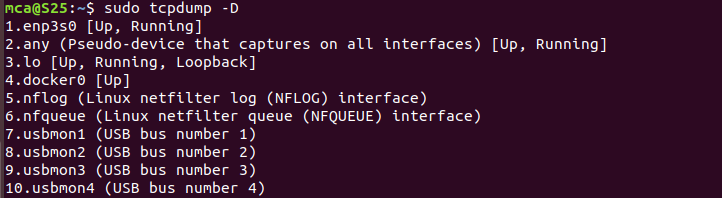 mca@S25:~$ sudo tcpdump -D
1.enp3s0 [Up, Running]
2.any (Pseudo-device that captures on all interfaces) [Up, Running]
3.lo [Up, Running, Loopback]
4.docker0 [Up]
5.nflog (Linux netfilter log (NFLOG) interface)
6.nfqueue (Linux netfilter queue (NFQUEUE) interface)
7.usbmon1 (USB bus number 1)
8.usbmon2 (USB bus number 2)
9.usbmon3 (USB bus number 3)
10.usbmon4 (USB bus number 4)